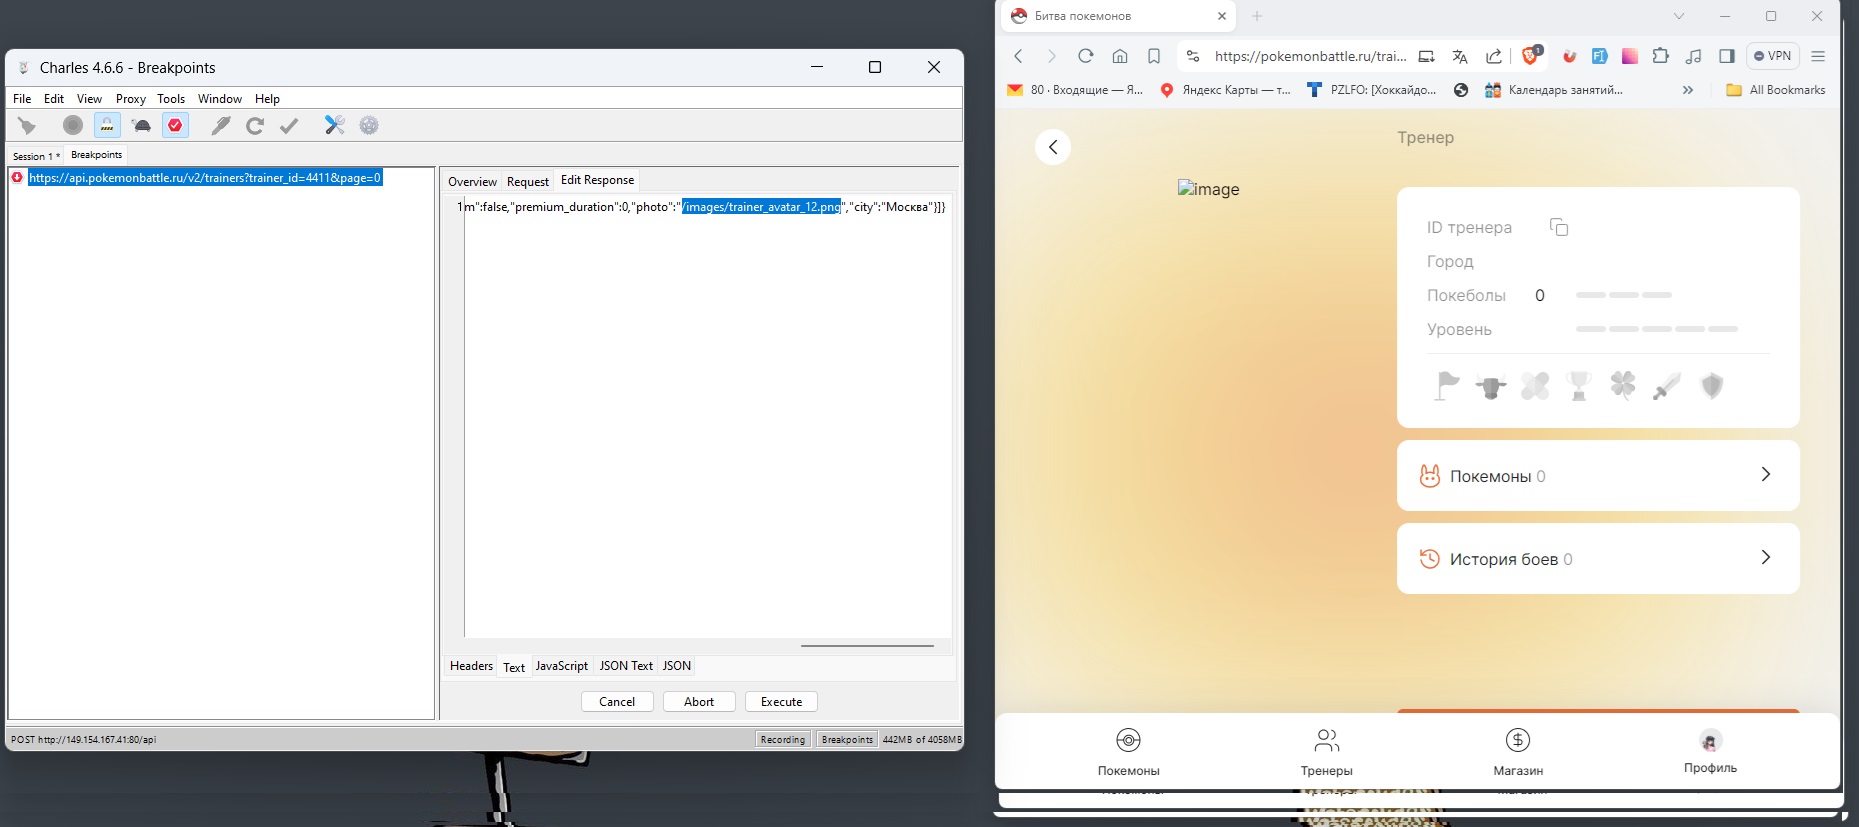 Charles 4.6.6 - Breakpoints
File Edit View Proxy Tools Window Help
Session 1 * Breakpoints
https://api.pokemonbattle.ru/v2/trainers?trainer_id=4411&page=0
Overview Request Edit Response
1m":false,"premium_duration":0,"photo":"/images/trainer_avatar_12.png","city":"Москва"}]}
Headers Text JavaScript JSON Text JSON
Cancel Abort Execute
POST http://149.154.167.41:80/api
Recording Breakpoints 442MB of 4058MB
Битва покемонов
https://pokemonbattle.ru/trai...
1
VPN
80 · Входящие — Я...
Яндекс Карты — т...
PZLFO: [Хоккайдо...
Календарь занятий...
»
All Bookmarks
Тренер
image
ID тренера
Город
Покеболы 0
Уровень
Покемоны 0
История боев 0
Покемоны Тренеры Магазин Профиль